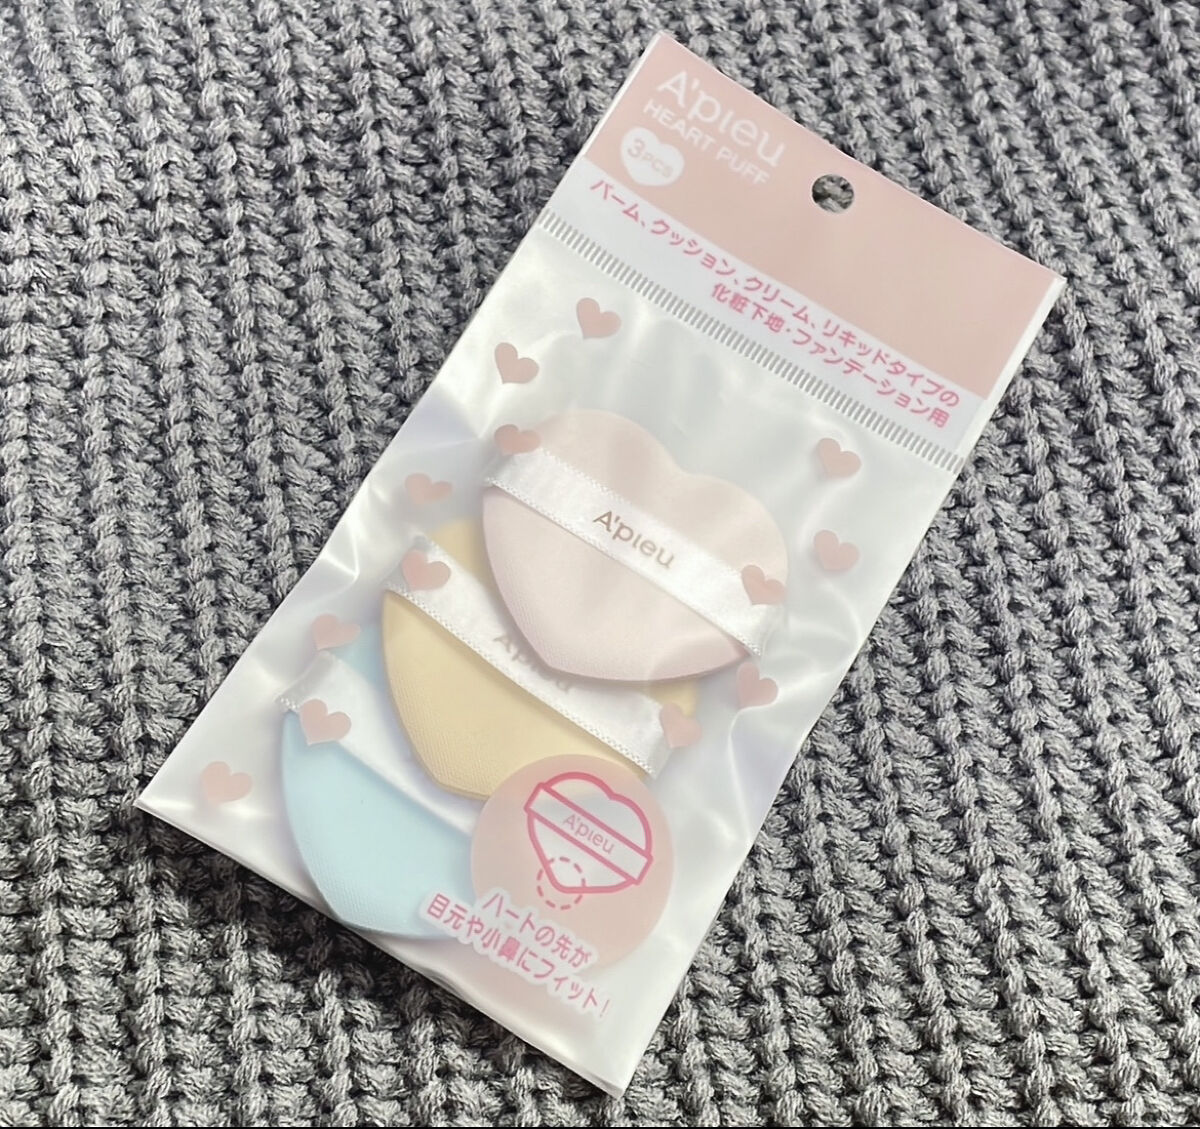 A'pieu
HEART PUFF
3PCS
バーム、クッション、クリーム、リキッドタイプの
化粧下地・ファンデーション用
A'pieu
A'pieu
A'pieu
ハートの先が
目元や小鼻にフィット！